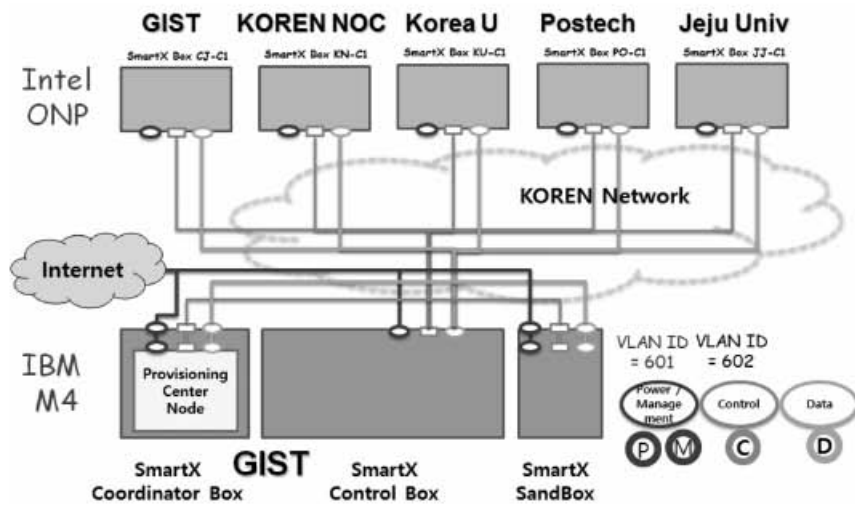 GIST KOREN NOC Korea U Postech Jeju Univ
SmartX Box CJ-C1 SmartX Box KN-C1 SmartX Box KU-C1 SmartX Box PO-C1 SmartX Box JJ-C1
Intel
ONP
KOREN Network
Internet
IBM
M4
Provisioning
Center
Node
VLAN ID
= 601
VLAN ID
= 602
Power /
Manage
ment
Control
Data
P
M
C
D
GIST
SmartX
Coordinator Box
SmartX
Control Box
SmartX
SandBox